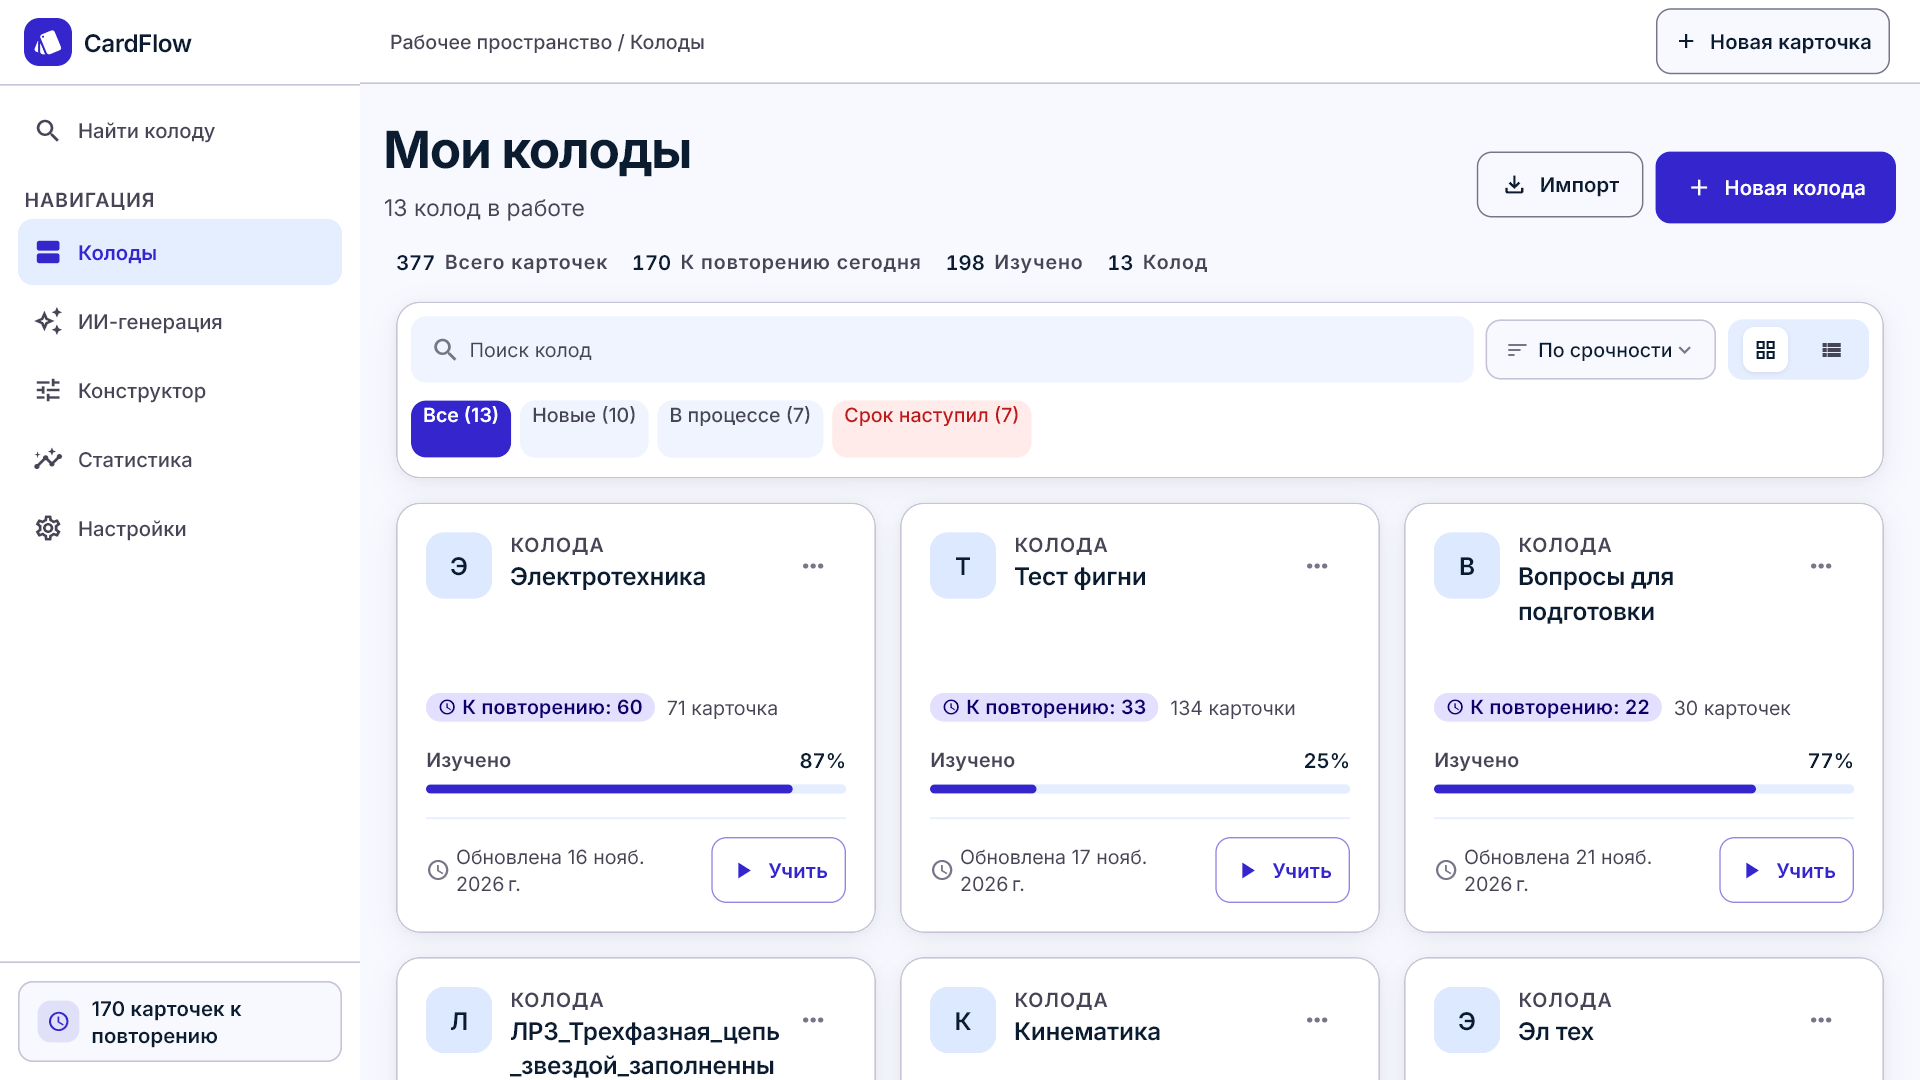 CardFlow
Рабочее пространство / Колоды
Новая карточка
Найти колоду
НАВИГАЦИЯ
Колоды
ИИ-генерация
Конструктор
Статистика
Настройки
170 карточек к
повторению
Мои колоды
13 колод в работе
Импорт
Новая колода
377 Всего карточек 170 К повторению сегодня 198 Изучено 13 Колод
Поиск колод
По срочности
Все (13) Новые (10) В процессе (7) Срок наступил (7)
Э
КОЛОДА
Электротехника
К повторению: 60 71 карточка
Изучено 87%
Обновлена 16 нояб.
2026 г.
Учить
Т
КОЛОДА
Тест фигни
К повторению: 33 134 карточки
Изучено 25%
Обновлена 17 нояб.
2026 г.
Учить
В
КОЛОДА
Вопросы для
подготовки
К повторению: 22 30 карточек
Изучено 77%
Обновлена 21 нояб.
2026 г.
Учить
Л
КОЛОДА
ЛР3_Трехфазная_цепь
_звездой_заполненны
К
КОЛОДА
Кинематика
Э
КОЛОДА
Эл тех